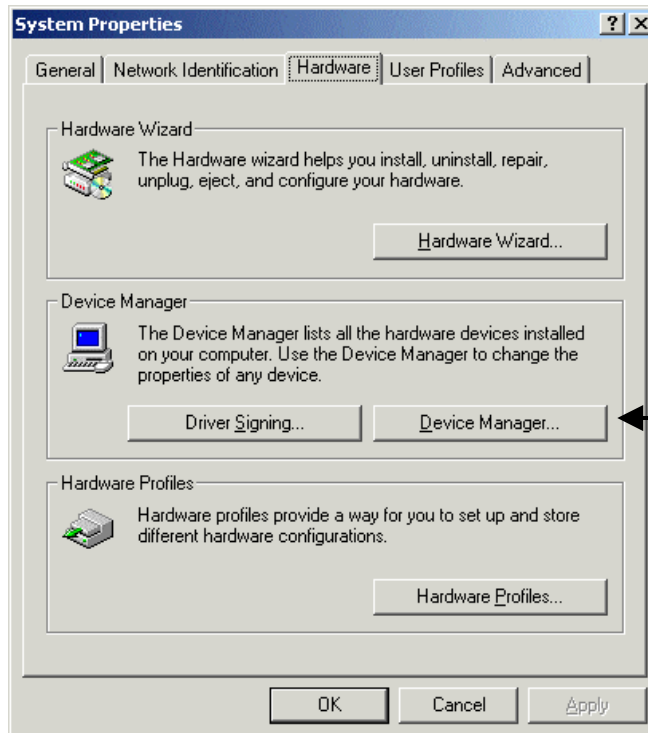 System Properties
General Network Identification Hardware User Profiles Advanced
Hardware Wizard
The Hardware wizard helps you install, uninstall, repair,
unplug, eject, and configure your hardware.
Hardware Wizard...
Device Manager
The Device Manager lists all the hardware devices installed
on your computer. Use the Device Manager to change the
properties of any device.
Driver Signing... Device Manager...
Hardware Profiles
Hardware profiles provide a way for you to set up and store
different hardware configurations.
Hardware Profiles...
OK Cancel Apply